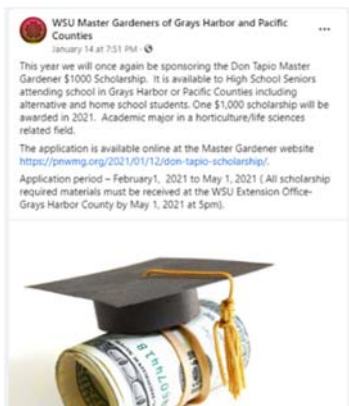 WSU Master Gardeners of Grays Harbor and Pacific
Counties
January 14 at 7:51 PM ·
This year we will once again be sponsoring the Don Tapio Master
Gardener $1000 Scholarship. It is available to High School Seniors
attending school in Grays Harbor or Pacific Counties including
alternative and home school students. One $1,000 scholarship will be
awarded in 2021. Academic major in a horticulture/life sciences
related field.
The application is available online at the Master Gardener website
https://pnwmg.org/2021/01/12/don-tapio-scholarship/.
Application period – February1, 2021 to May 1, 2021 ( All scholarship
required materials must be received at the WSU Extension Office-
Grays Harbor County by May 1, 2021 at 5pm).